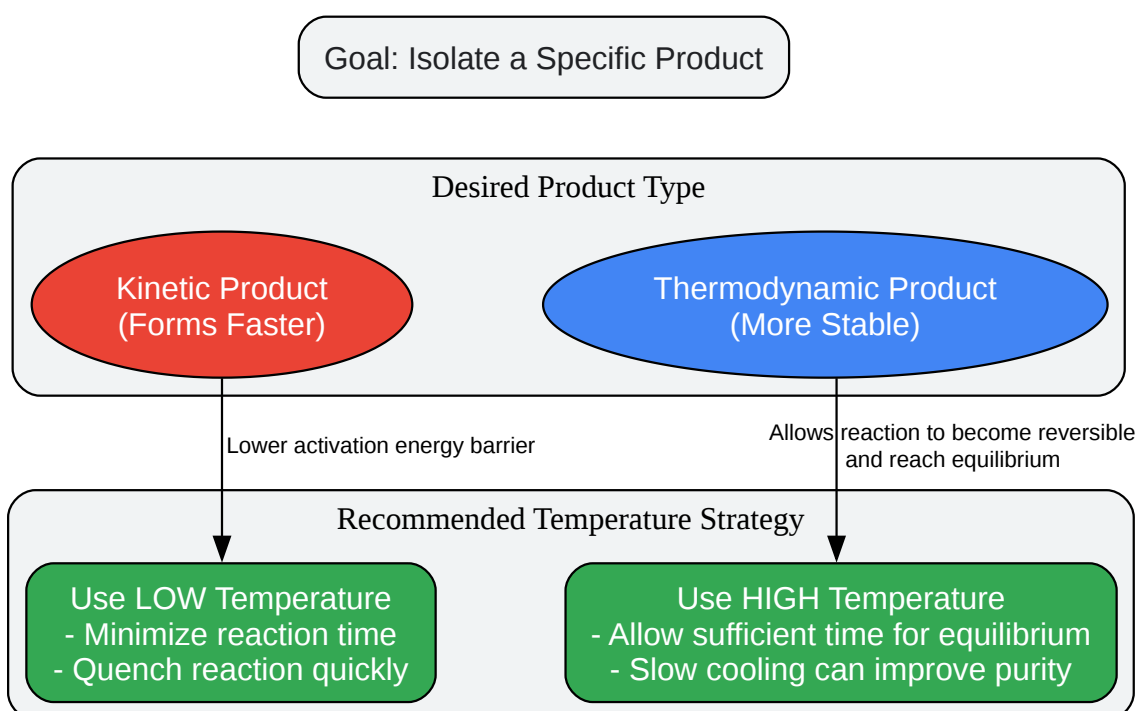 Goal: Isolate a Specific Product
Desired Product Type
Kinetic Product
(Forms Faster)
Thermodynamic Product
(More Stable)
Lower activation energy barrier
Allows reaction to become reversible
and reach equilibrium
Recommended Temperature Strategy
Use LOW Temperature
- Minimize reaction time
- Quench reaction quickly
Use HIGH Temperature
- Allow sufficient time for equilibrium
- Slow cooling can improve purity